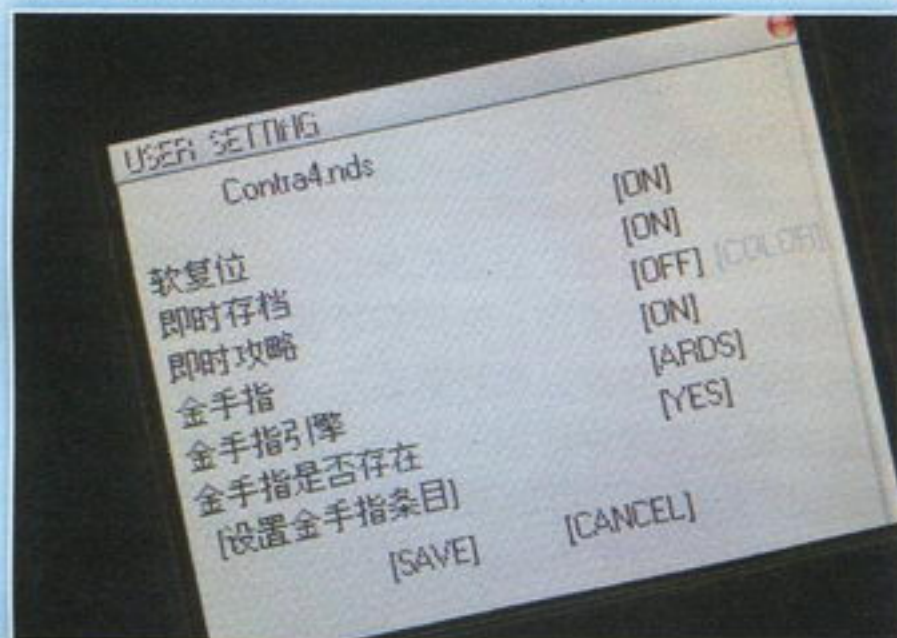 USER SETTING
Contra4.nds
软复位 [ON]
即时存档 [ON]
即时攻略 [OFF] [COLOR]
金手指 [ON]
金手指引擎 [ARDS]
金手指是否存在 [YES]
[设置金手指条目]
[SAVE] [CANCEL]